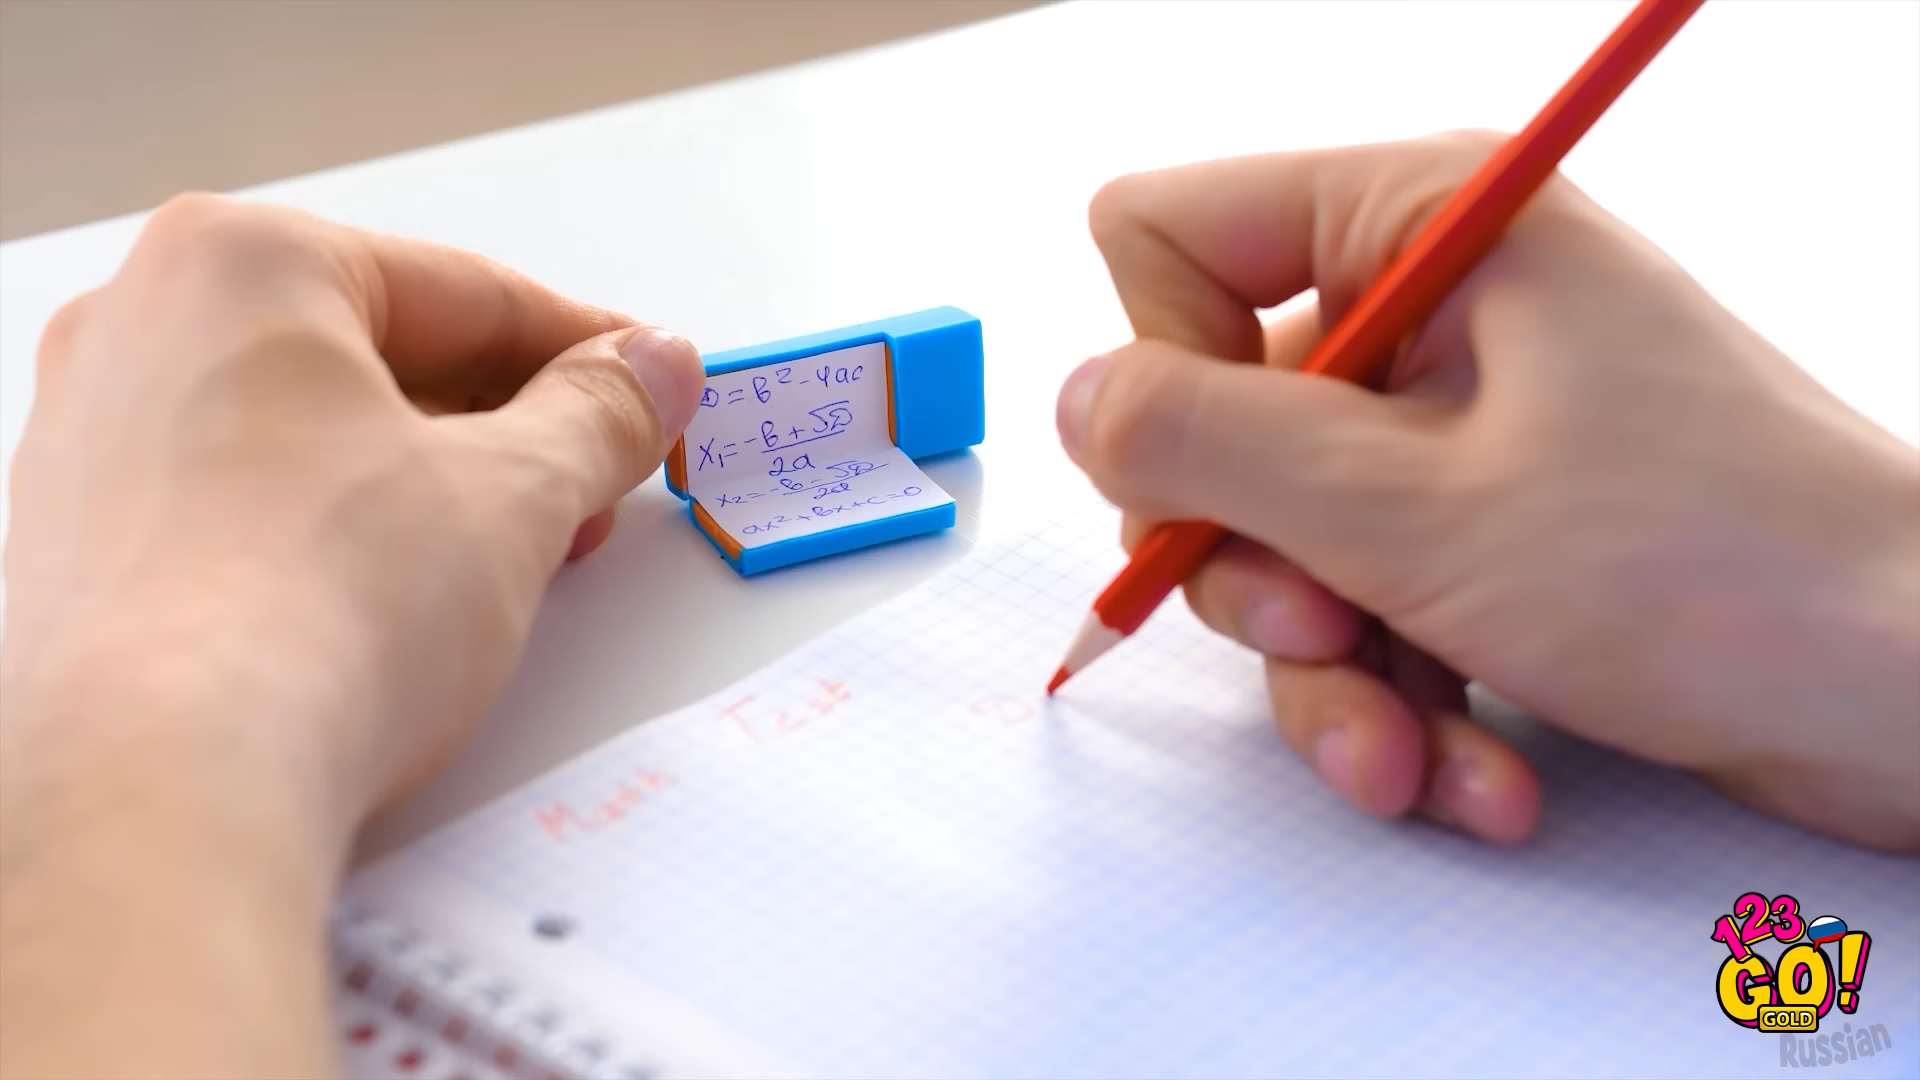 D = b² - 4ac
x₁ = -b + √D / 2a
x₂ = -b - √D / 2a
ax² + bx + c = 0
Math Test
D
123 GO!
GOLD
Russian